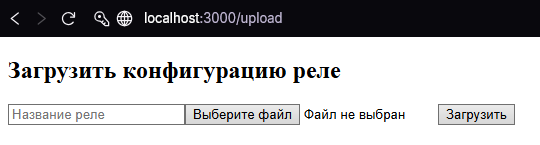 localhost:3000/upload
Загрузить конфигурацию реле
Название реле Выберите файл Файл не выбран Загрузить